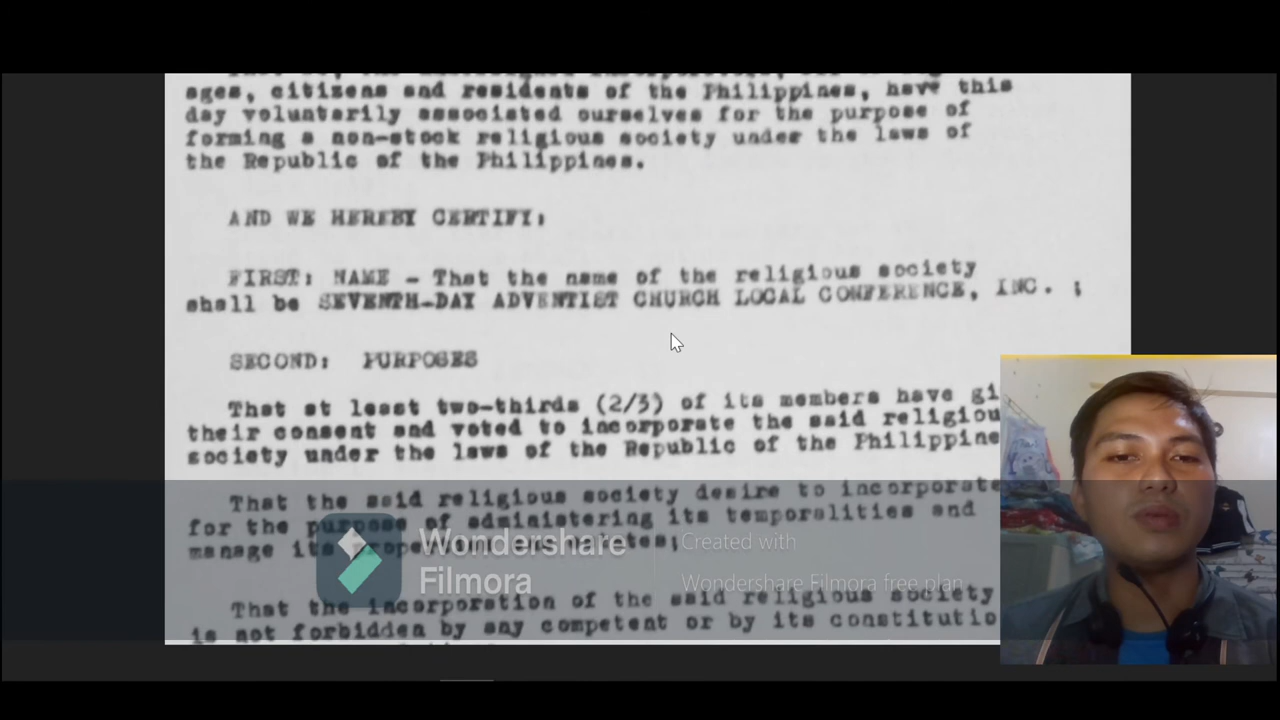 ages, citizens and residents of the Philippines, have this
day voluntarily associated ourselves for the purpose of
forming a non-stock religious society under the laws of
the Republic of the Philippines.
AND WE HEREBY CERTIFY:
FIRST: NAME - That the name of the religious society
shall be SEVENTH-DAY ADVENTIST CHURCH LOCAL CONFERENCE, INC. ;
SECOND: PURPOSES
That at least two-thirds (2/3) of its members have gi
their consent and voted to incorporate the said religiou
society under the laws of the Republic of the Philippine
That the said religious society desire to incorporate
for the purpose of administering its temporalities and
manage its
That the incorporation of the said religious society
is not forbidden by any competent or by its constitutio
Wondershare
Filmora
Created with
Wondershare Filmora free plan